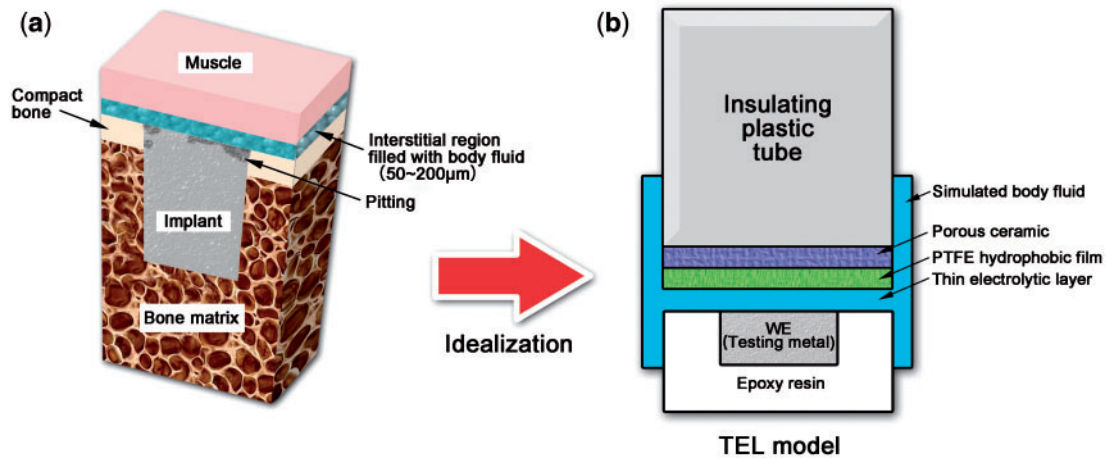 (a)
Muscle
Compact
bone
Interstitial region
filled with body fluid
(50~200μm)
Pitting
Implant
Bone matrix
Idealization
(b)
Insulating
plastic
tube
Simulated body fluid
Porous ceramic
PTFE hydrophobic film
Thin electrolytic layer
WE
(Testing metal)
Epoxy resin
TEL model